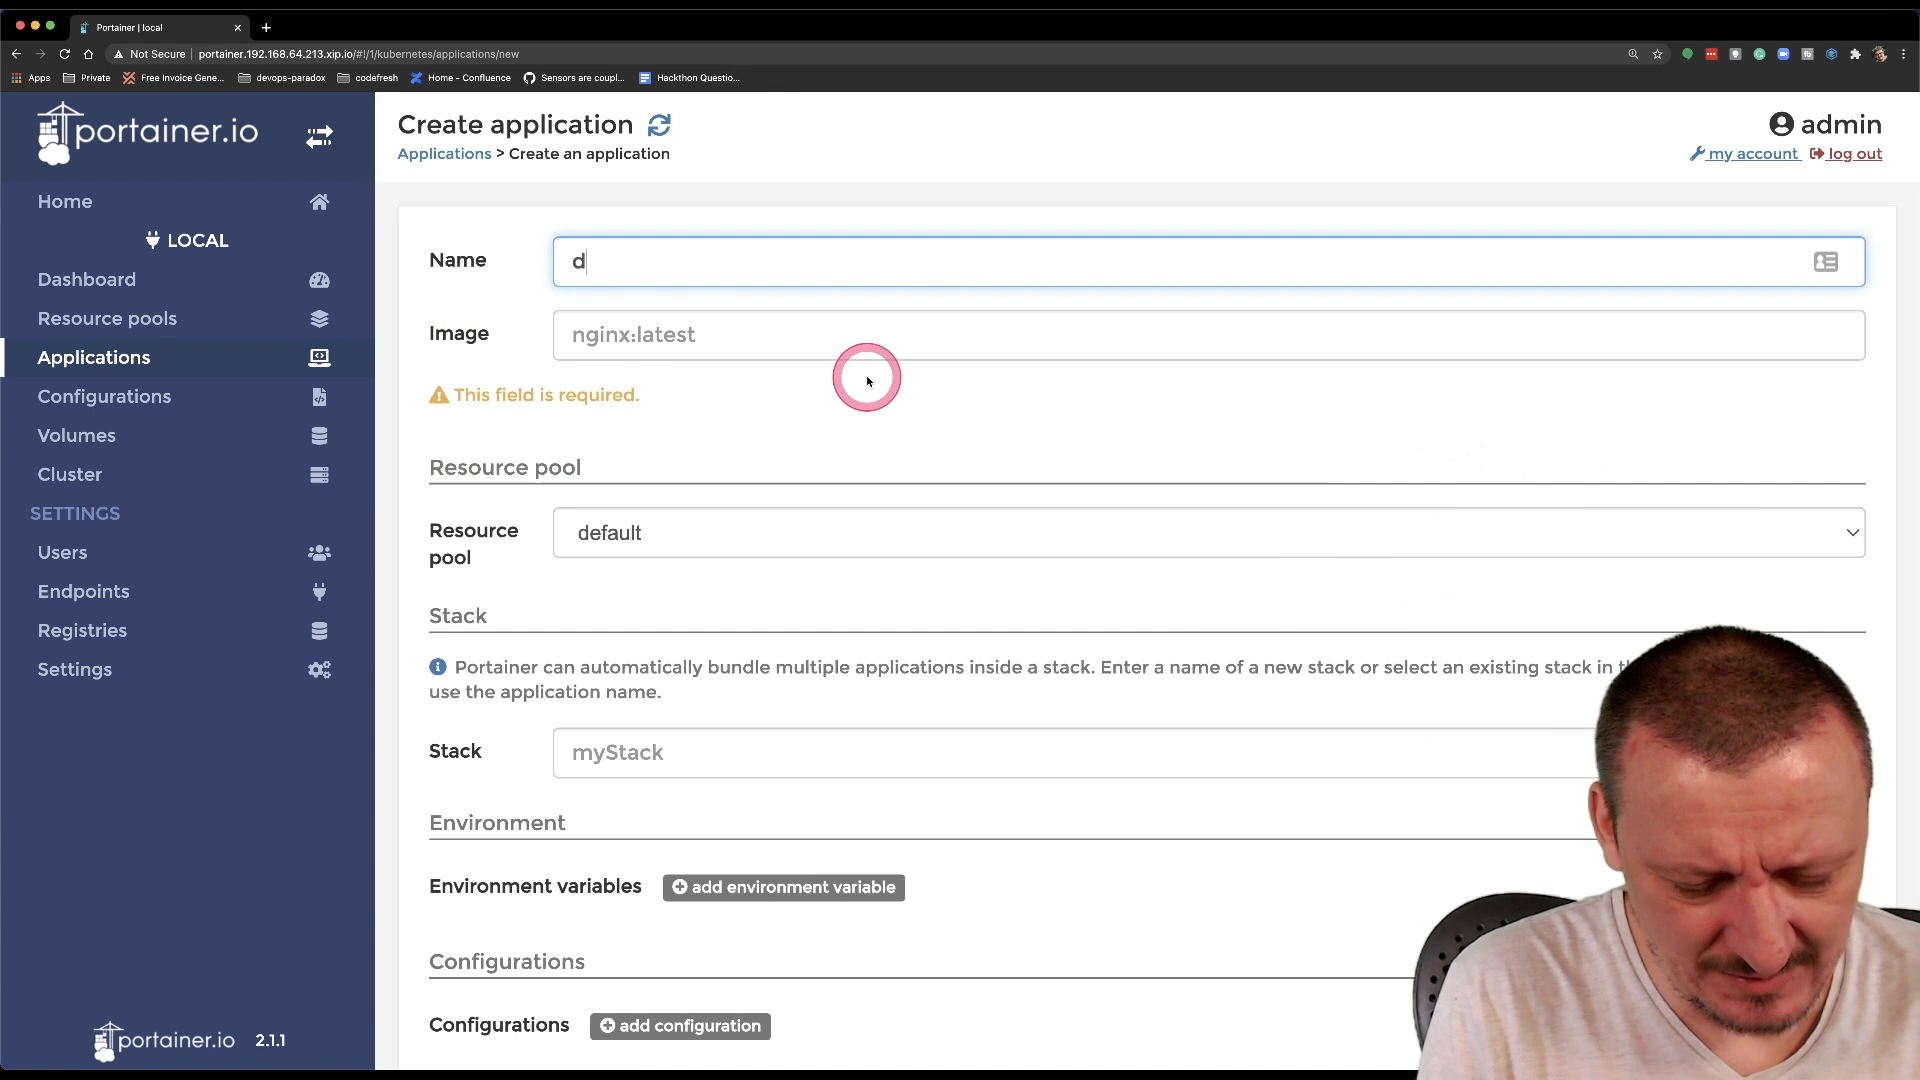 Portainer | local
Not Secure
portainer.192.168.64.213.xip.io/#!/1/kubernetes/applications/new
Apps
Private
Free Invoice Gene...
devops-paradox
codefresh
Home - Confluence
Sensors are coupl...
Hackthon Questio...
portainer.io
Home
LOCAL
Dashboard
Resource pools
Applications
Configurations
Volumes
Cluster
SETTINGS
Users
Endpoints
Registries
Settings
portainer.io 2.1.1
Create application
Applications > Create an application
admin
my account log out
Name d
Image nginx:latest
This field is required.
Resource pool
Resource pool default
Stack
Portainer can automatically bundle multiple applications inside a stack. Enter a name of a new stack or select an existing stack in
use the application name.
Stack myStack
Environment
Environment variables add environment variable
Configurations
Configurations add configuration